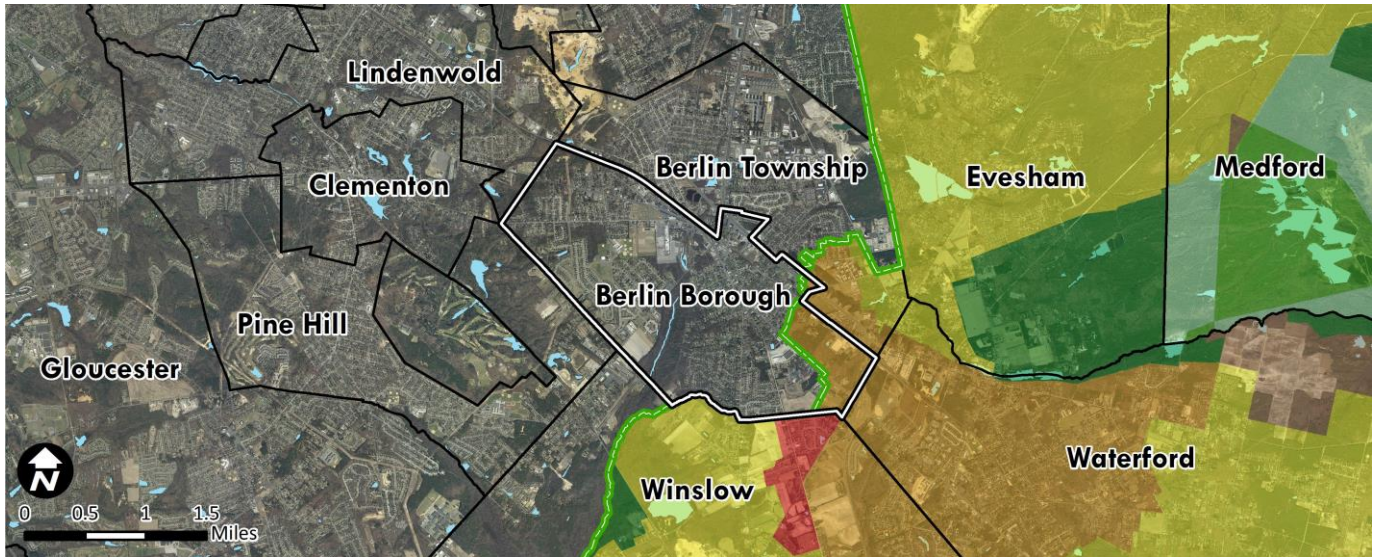 Lindenwold
Berlin Township
Medford
Evesham
Clementon
Berlin Borough
Pine Hill
Gloucester
Waterford
Winslow
N
0 0.5 1 1.5
Miles